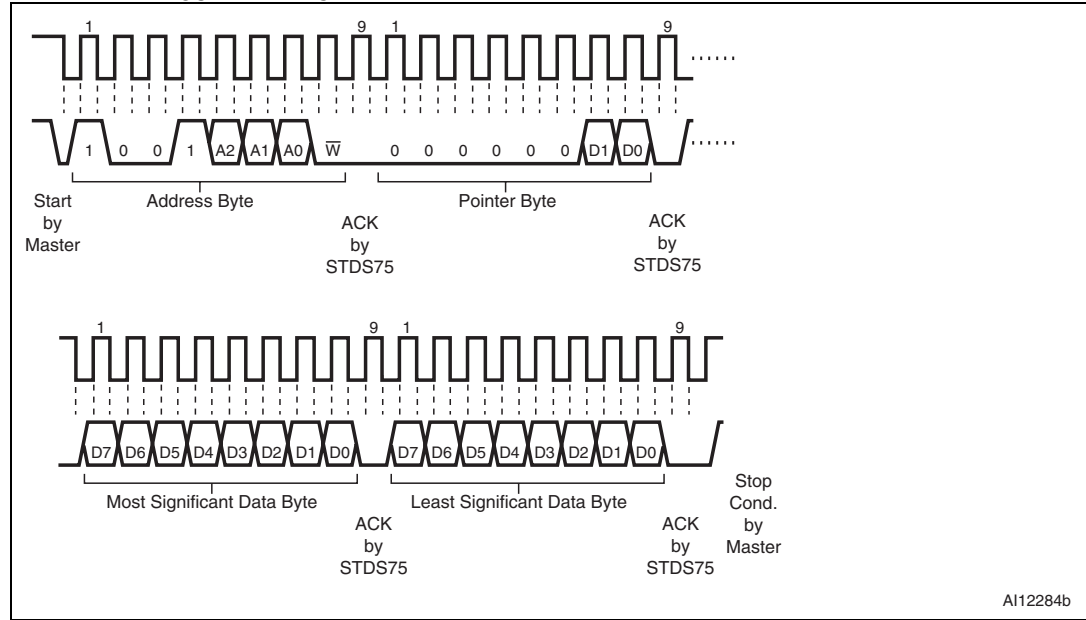 1 9 1 9
1 0 0 1 A2 A1 A0 W̅ 0 0 0 0 0 0 D1 D0
Address Byte
Pointer Byte
Start
by
Master
ACK
by
STDS75
ACK
by
STDS75
1 9 1 9
D7 D6 D5 D4 D3 D2 D1 D0 D7 D6 D5 D4 D3 D2 D1 D0
Most Significant Data Byte
Least Significant Data Byte
ACK
by
STDS75
ACK
by
STDS75
Stop
Cond.
by
Master
AI12284b